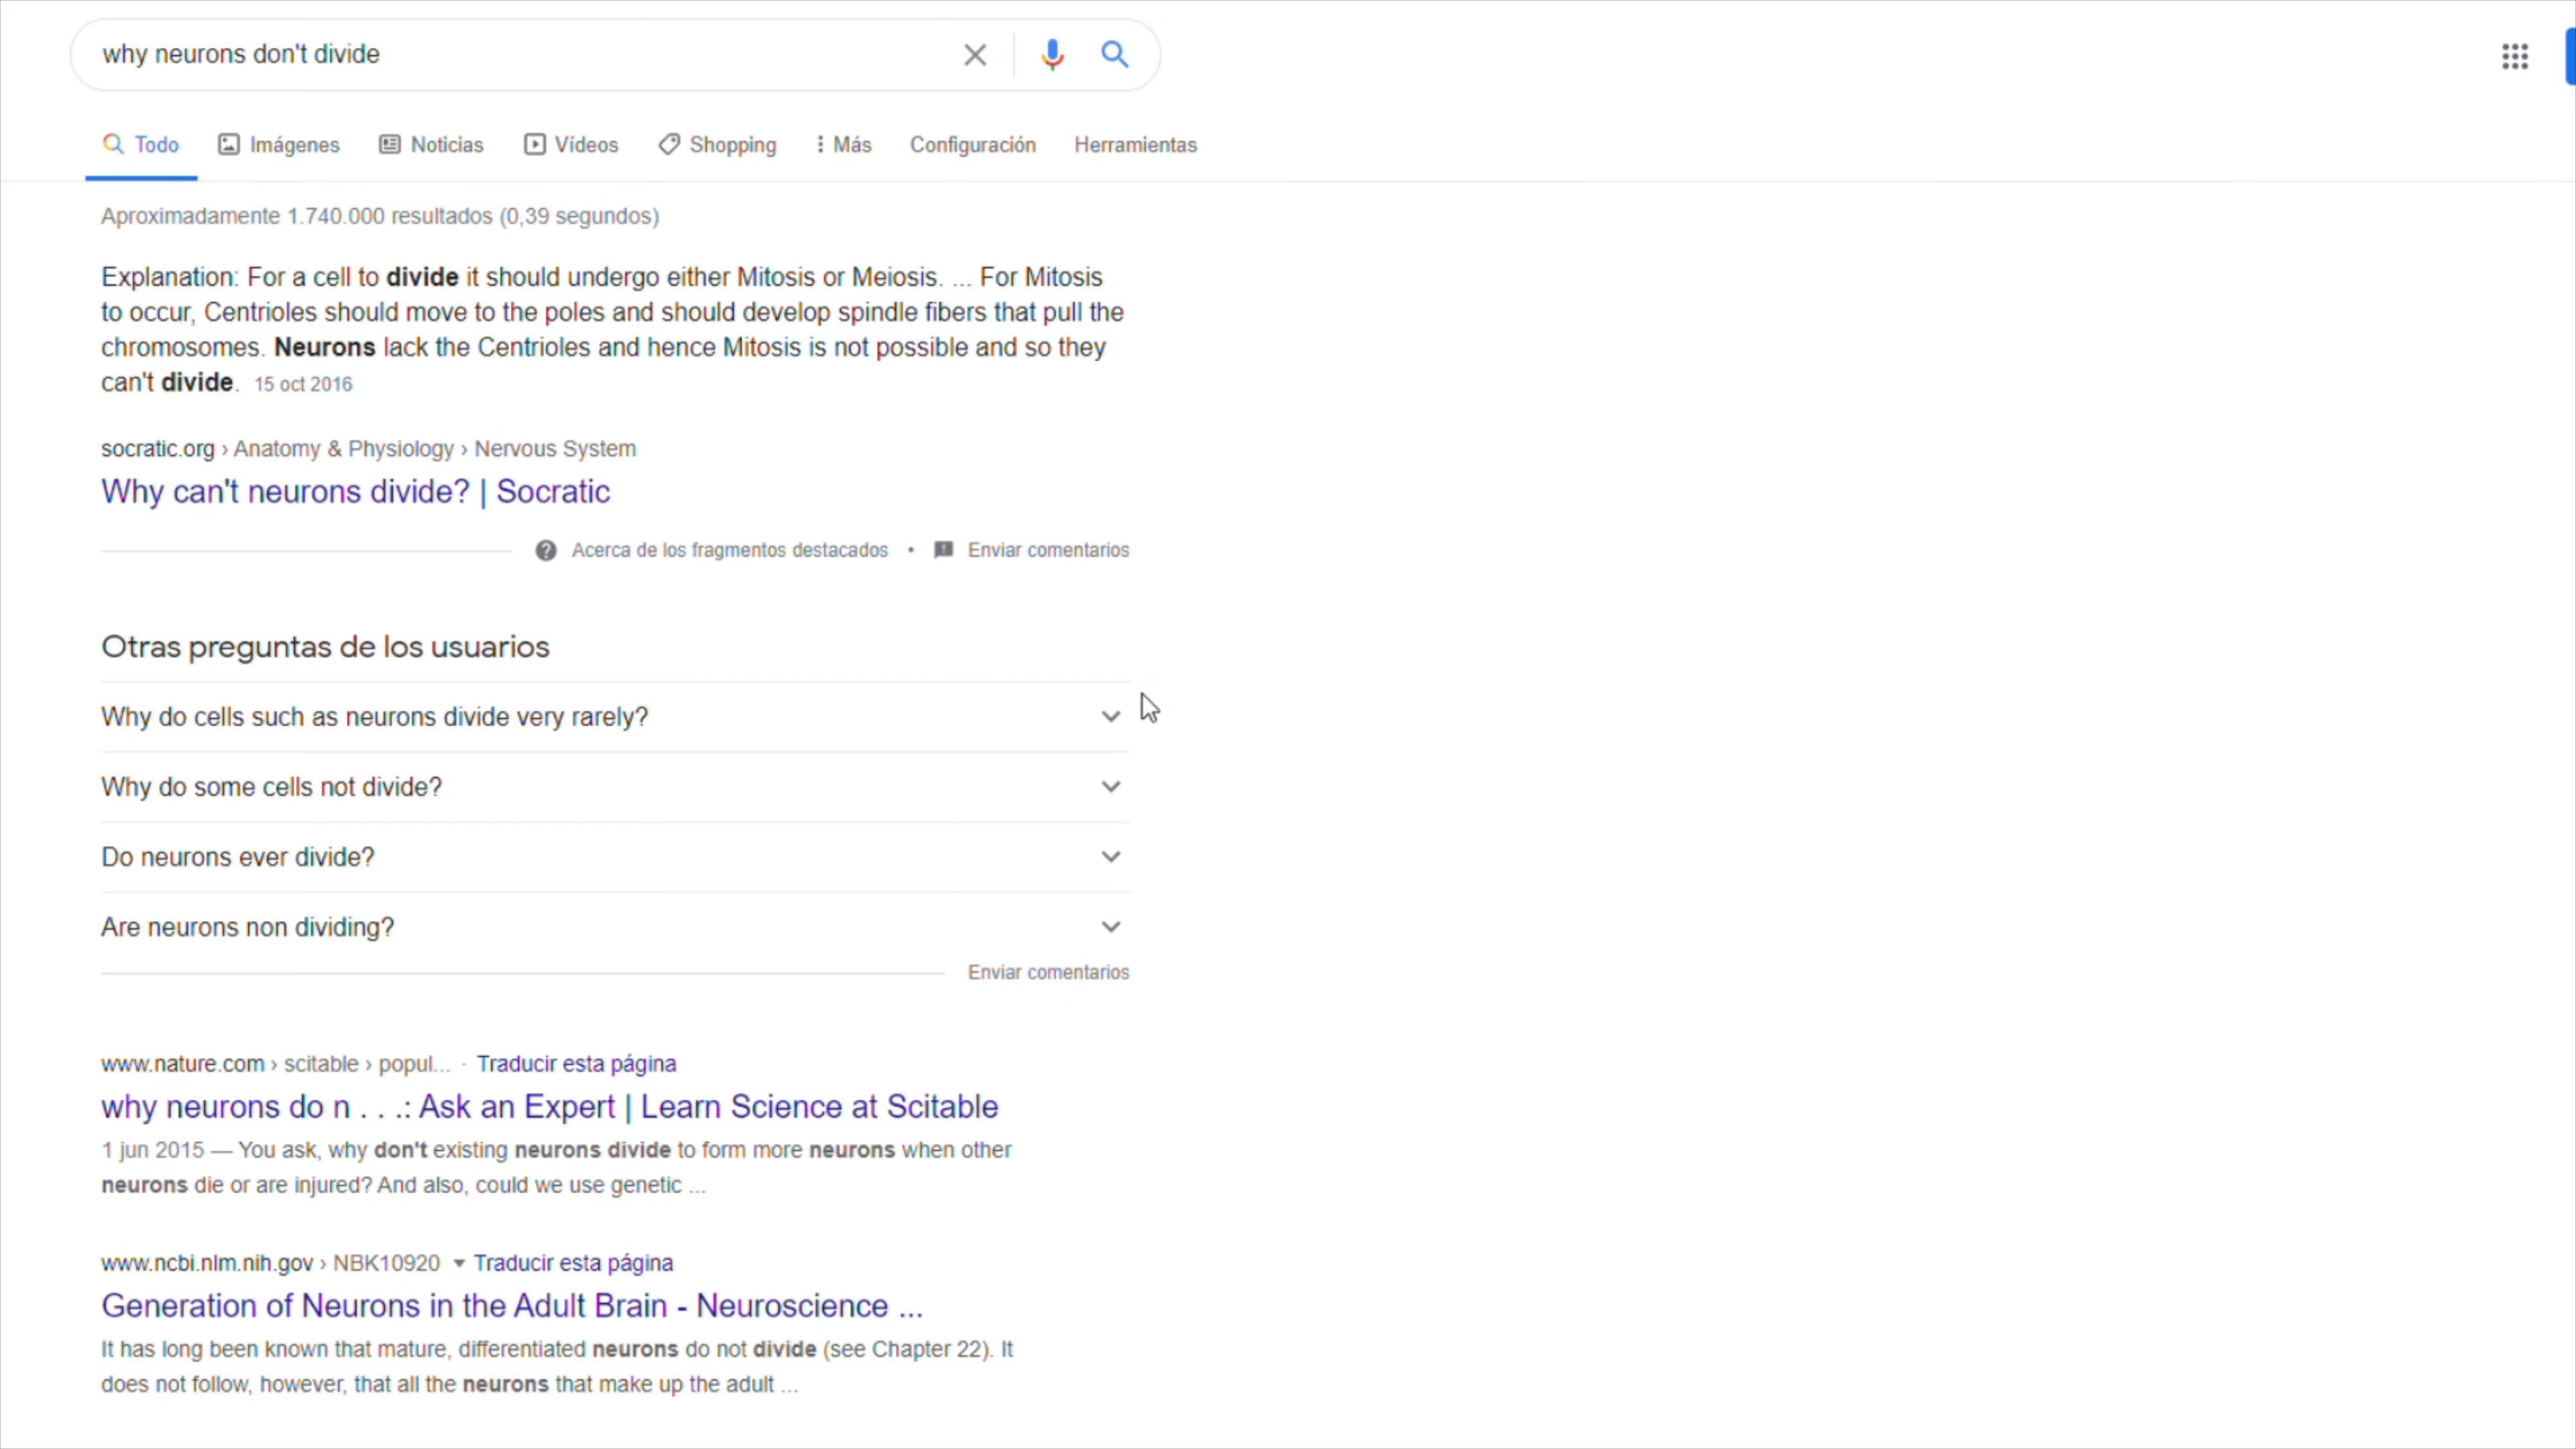 why neurons don't divide
Todo Imágenes Noticias Vídeos Shopping Más Configuración Herramientas
Aproximadamente 1.740.000 resultados (0,39 segundos)
Explanation: For a cell to divide it should undergo either Mitosis or Meiosis. ... For Mitosis
to occur, Centrioles should move to the poles and should develop spindle fibers that pull the
chromosomes. Neurons lack the Centrioles and hence Mitosis is not possible and so they
can't divide. 15 oct 2016
socratic.org › Anatomy & Physiology › Nervous System
Why can't neurons divide? | Socratic
Acerca de los fragmentos destacados • Enviar comentarios
Otras preguntas de los usuarios
Why do cells such as neurons divide very rarely?
Why do some cells not divide?
Do neurons ever divide?
Are neurons non dividing?
Enviar comentarios
www.nature.com › scitable › popul... · Traducir esta página
why neurons do n . . .: Ask an Expert | Learn Science at Scitable
1 jun 2015 — You ask, why don't existing neurons divide to form more neurons when other
neurons die or are injured? And also, could we use genetic ...
www.ncbi.nlm.nih.gov › NBK10920 Traducir esta página
Generation of Neurons in the Adult Brain - Neuroscience ...
It has long been known that mature, differentiated neurons do not divide (see Chapter 22). It
does not follow, however, that all the neurons that make up the adult ...